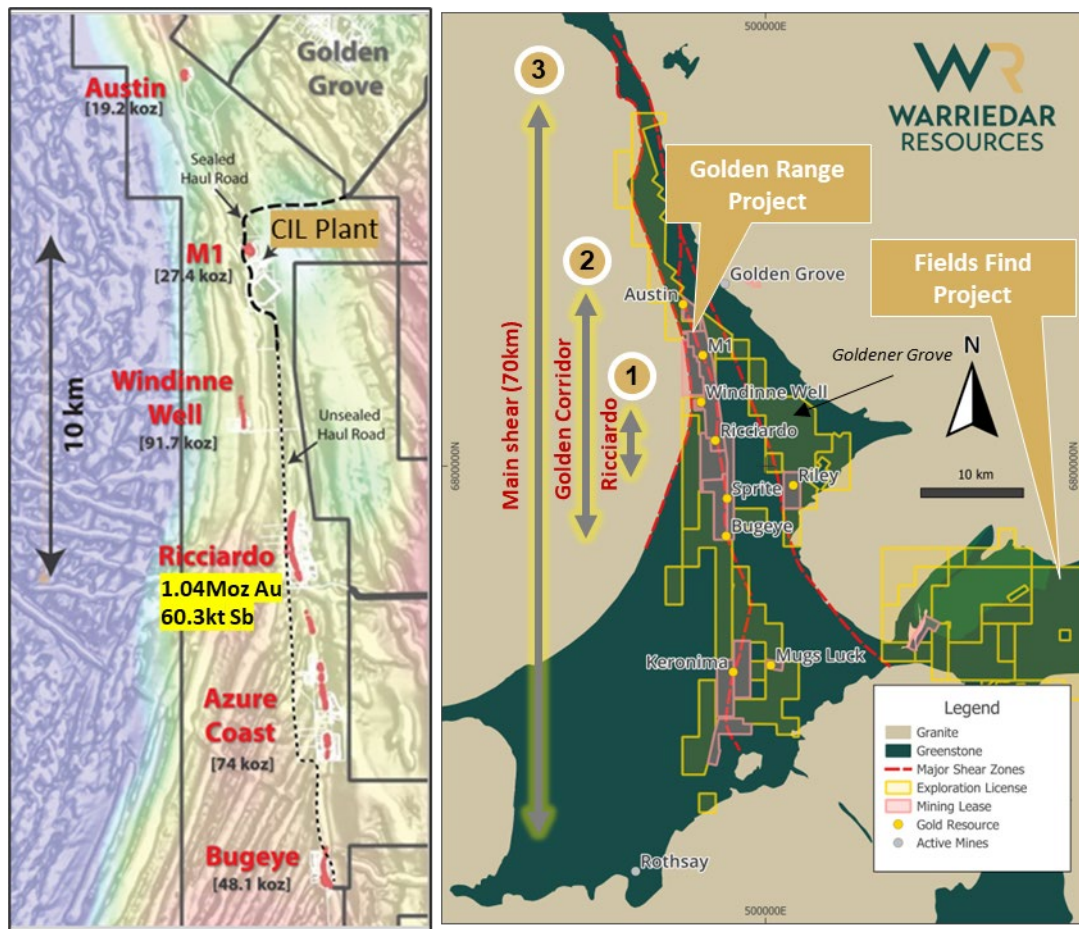 Golden
Grove
Austin
[19.2 koz]
Sealed
Haul Road
CIL Plant
M1
[27.4 koz]
10 km
Windinne
Well
[91.7 koz]
Unsealed
Haul Road
Ricciardo
1.04Moz Au
60.3kt Sb
Azure
Coast
[74 koz]
Bugeye
[48.1 koz]
500000E
WR
WARRIEDAR
RESOURCES
3
2
1
Main shear (70km)
Golden Corridor
Ricciardo
Golden Range
Project
Fields Find
Project
Golden Grove
Austin
M1
Goldener Grove
N
Windinne Well
Ricciardo
Riley
10 km
Sprite
Bugeye
6800000N
6800000N
Keronima
Mugs Luck
Rothsay
Legend
Granite
Greenstone
Major Shear Zones
Exploration License
Mining Lease
Gold Resource
Active Mines
500000E